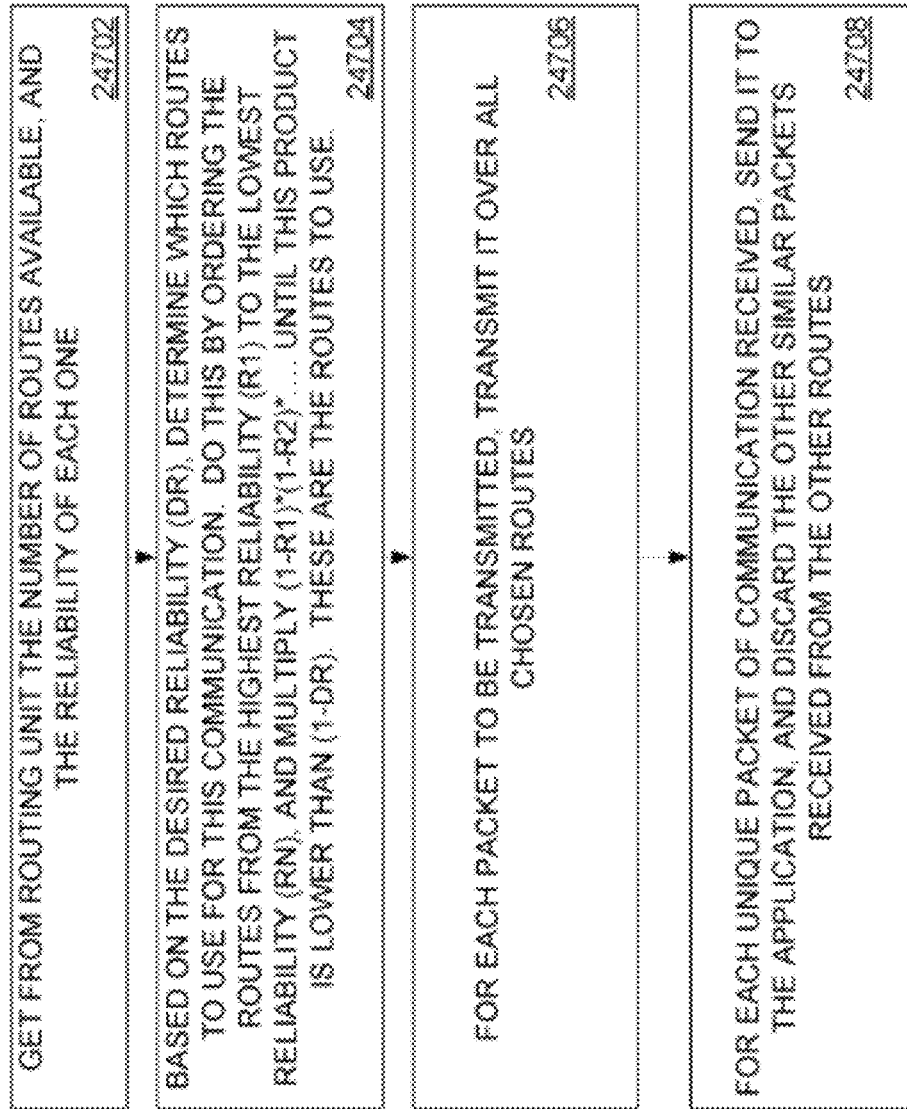 GET FROM ROUTING UNIT THE NUMBER OF ROUTES AVAILABLE, AND
THE RELIABILITY OF EACH ONE
24702
BASED ON THE DESIRED RELIABILITY (DR), DETERMINE WHICH ROUTES
TO USE FOR THIS COMMUNICATION. DO THIS BY ORDERING THE
ROUTES FROM THE HIGHEST RELIABILITY (R1) TO THE LOWEST
RELIABILITY (RN), AND MULTIPLY (1-R1)*(1-R2)*... UNTIL THIS PRODUCT
IS LOWER THAN (1-DR). THESE ARE THE ROUTES TO USE.
24704
FOR EACH PACKET TO BE TRANSMITTED, TRANSMIT IT OVER ALL
CHOSEN ROUTES
24706
FOR EACH UNIQUE PACKET OF COMMUNICATION RECEIVED, SEND IT TO
THE APPLICATION, AND DISCARD THE OTHER SIMILAR PACKETS
RECEIVED FROM THE OTHER ROUTES
24708